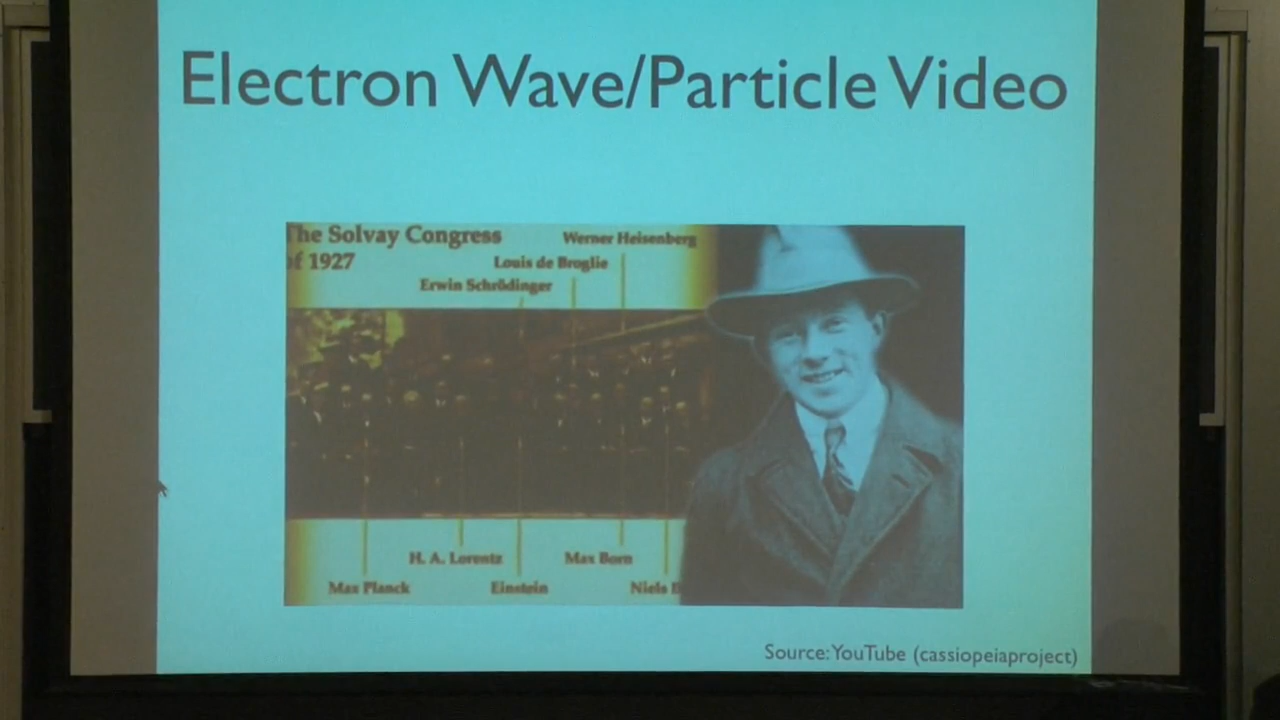 Electron Wave/Particle Video
The Solvay Congress
of 1927
Werner Heisenberg
Louis de Broglie
Erwin Schrödinger
H. A. Lorentz
Max Born
Max Planck
Einstein
Niels
Source: YouTube (cassiopeiaproject)